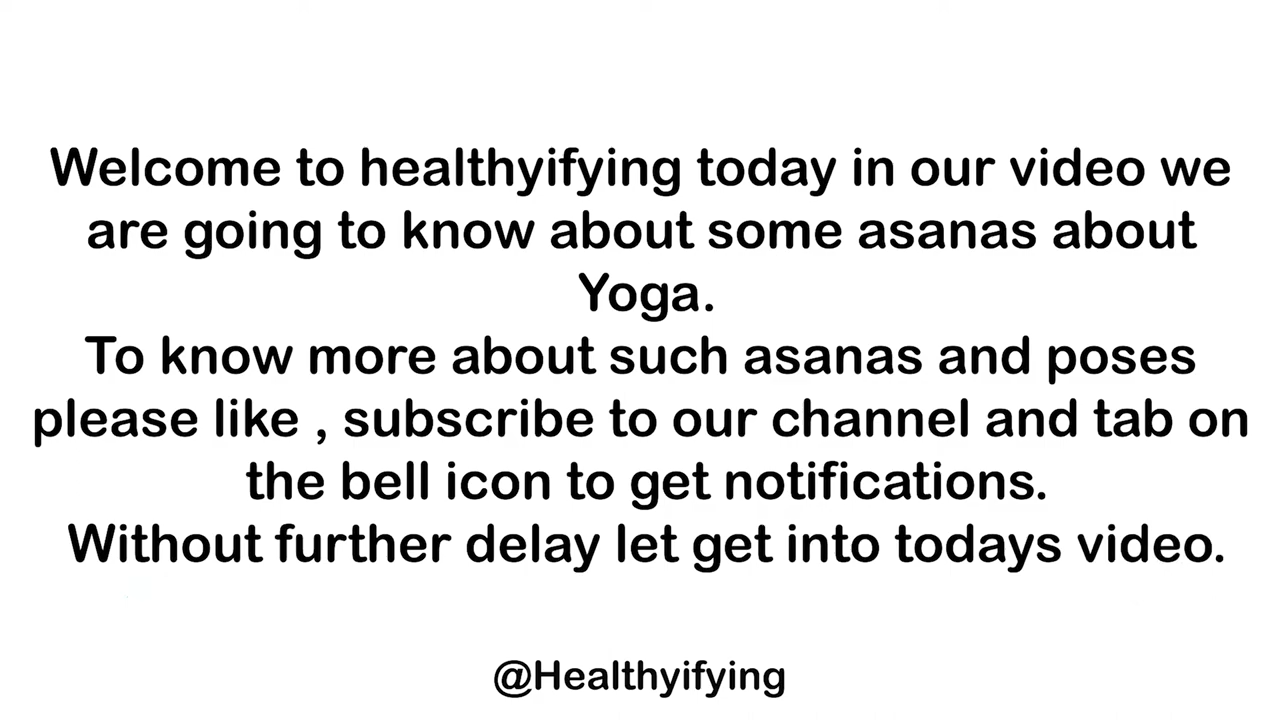 Welcome to healthyifying today in our video we
are going to know about some asanas about
Yoga.
To know more about such asanas and poses
please like , subscribe to our channel and tab on
the bell icon to get notifications.
Without further delay let get into todays video.
@Healthyifying